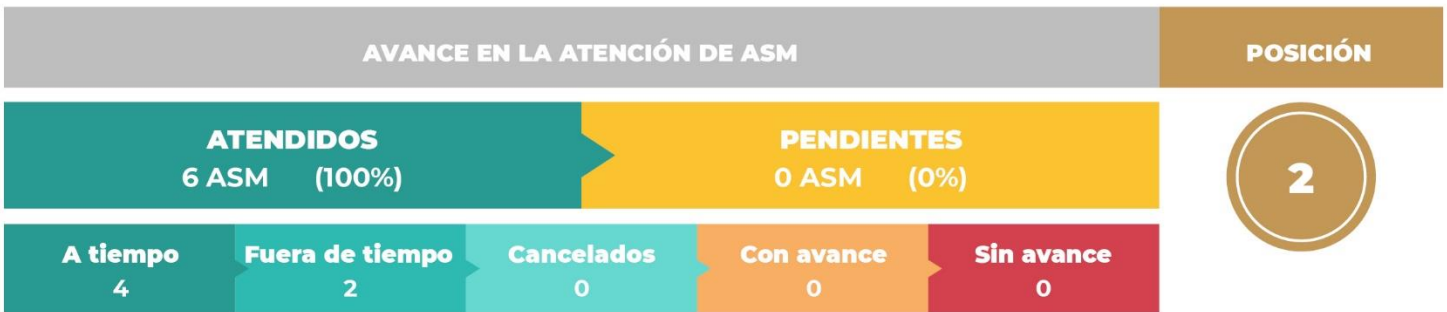 AVANCE EN LA ATENCIÓN DE ASM
POSICIÓN
ATENDIDOS
6 ASM (100%)
PENDIENTES
0 ASM (0%)
2
A tiempo
4
Fuera de tiempo
2
Cancelados
0
Con avance
0
Sin avance
0